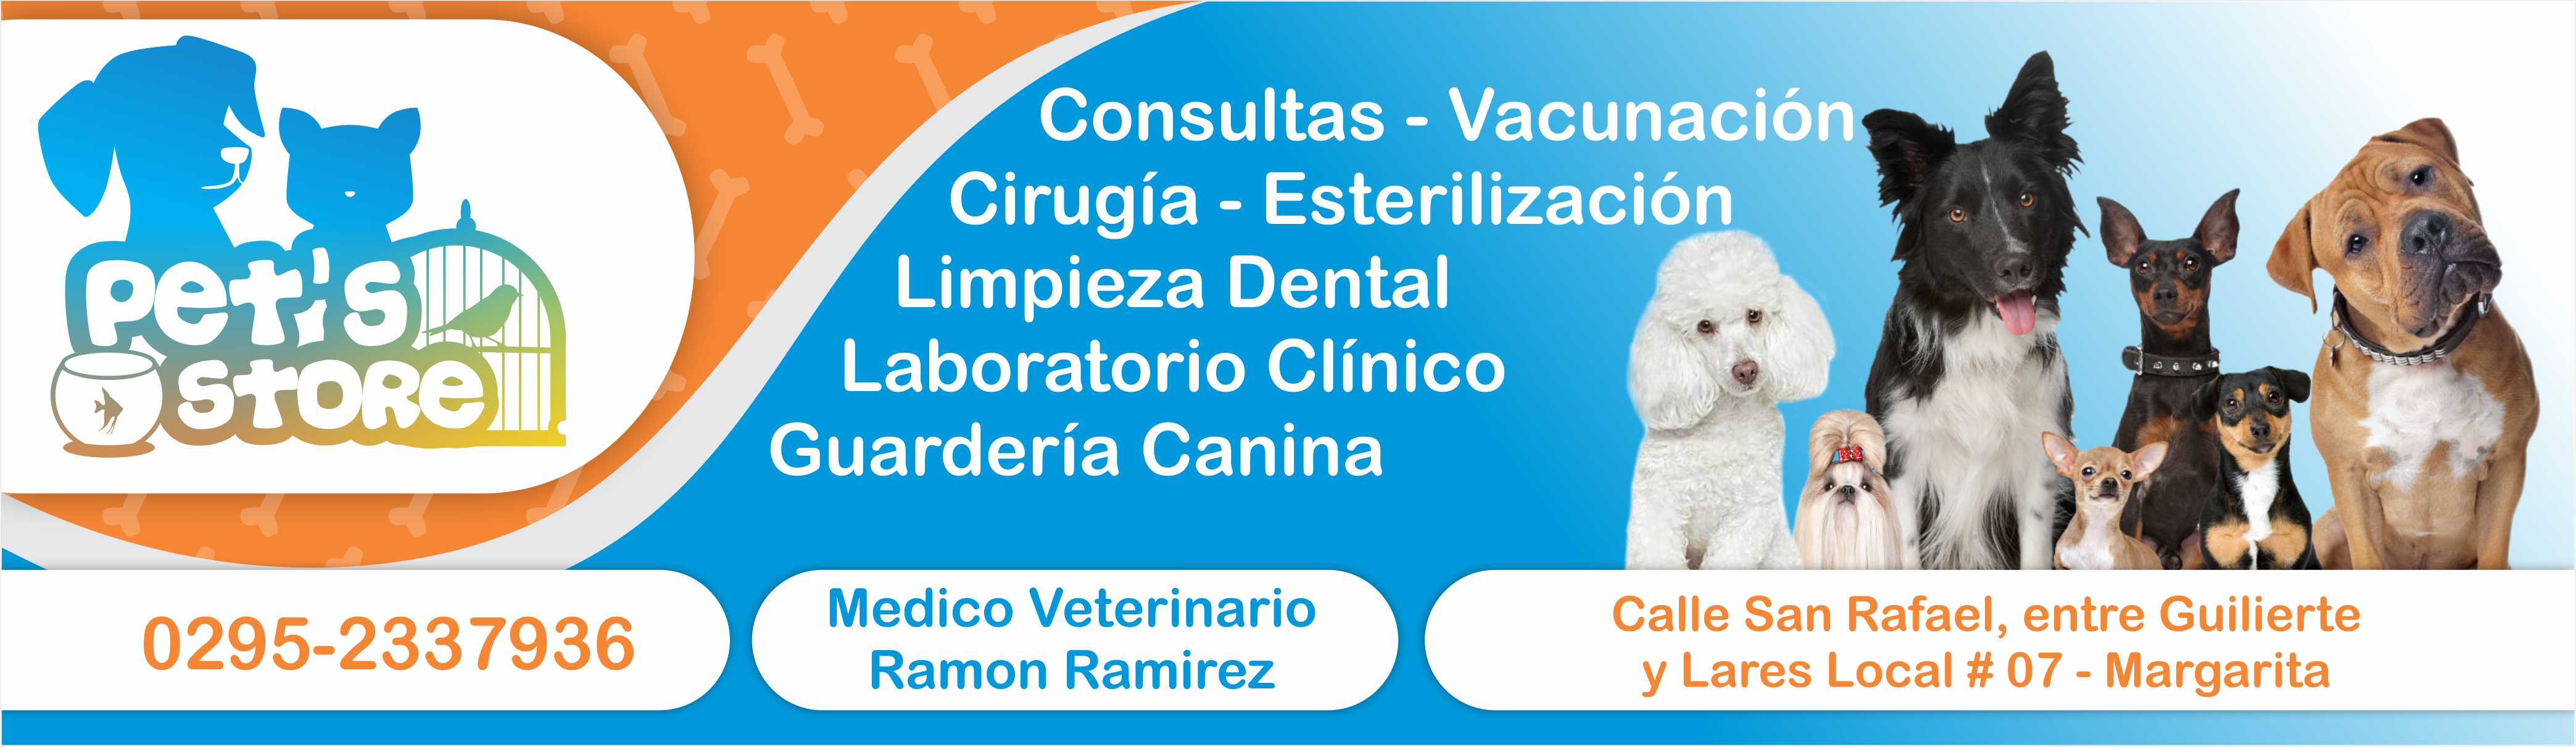 Pet's
Store
Consultas - Vacunación
Cirugía - Esterilización
Limpieza Dental
Laboratorio Clínico
Guardería Canina
0295-2337936
Medico Veterinario
Ramon Ramirez
Calle San Rafael, entre Guilierte
y Lares Local # 07 - Margarita